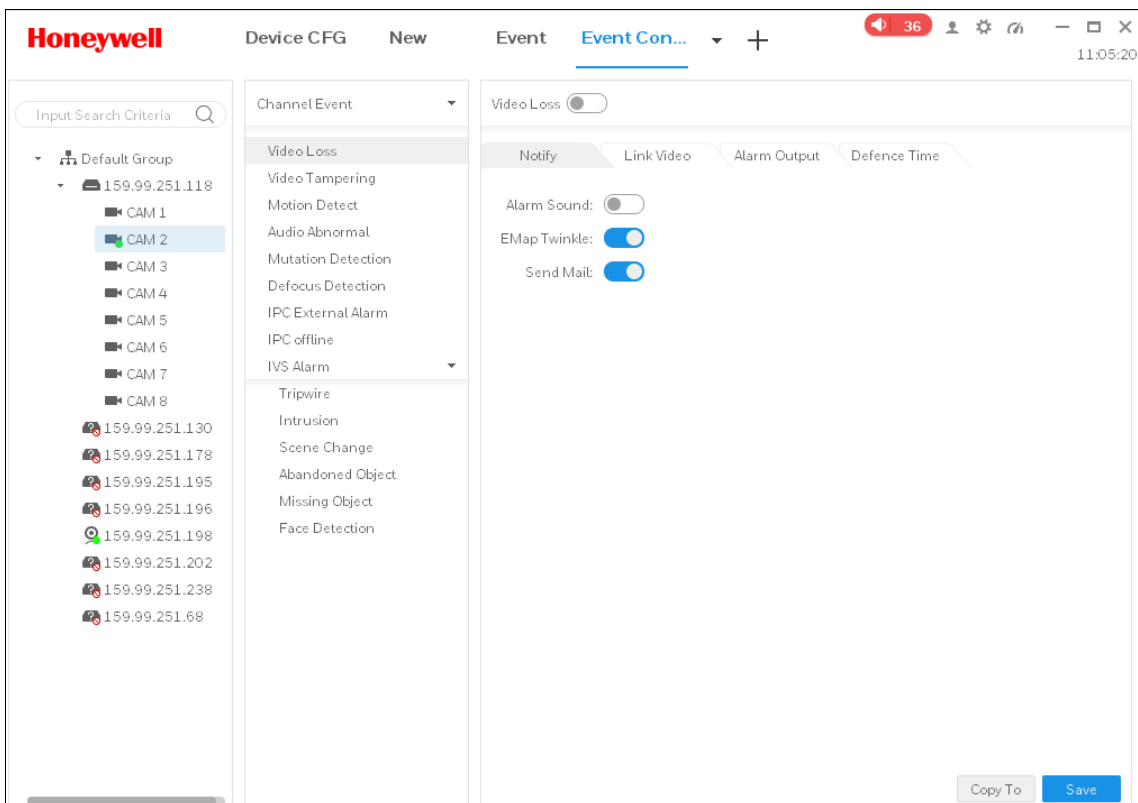 Honeywell
Device CFG New Event Event Con... 36
11:05:20
Input Search Criteria
Default Group
159.99.251.118
CAM 1
CAM 2
CAM 3
CAM 4
CAM 5
CAM 6
CAM 7
CAM 8
159.99.251.130
159.99.251.178
159.99.251.195
159.99.251.196
159.99.251.198
159.99.251.202
159.99.251.238
159.99.251.68
Channel Event
Video Loss
Video Tampering
Motion Detect
Audio Abnormal
Mutation Detection
Defocus Detection
IPC External Alarm
IPC offline
IVS Alarm
Tripwire
Intrusion
Scene Change
Abandoned Object
Missing Object
Face Detection
Video Loss
Notify Link Video Alarm Output Defence Time
Alarm Sound:
EMap Twinkle:
Send Mail:
Copy To Save